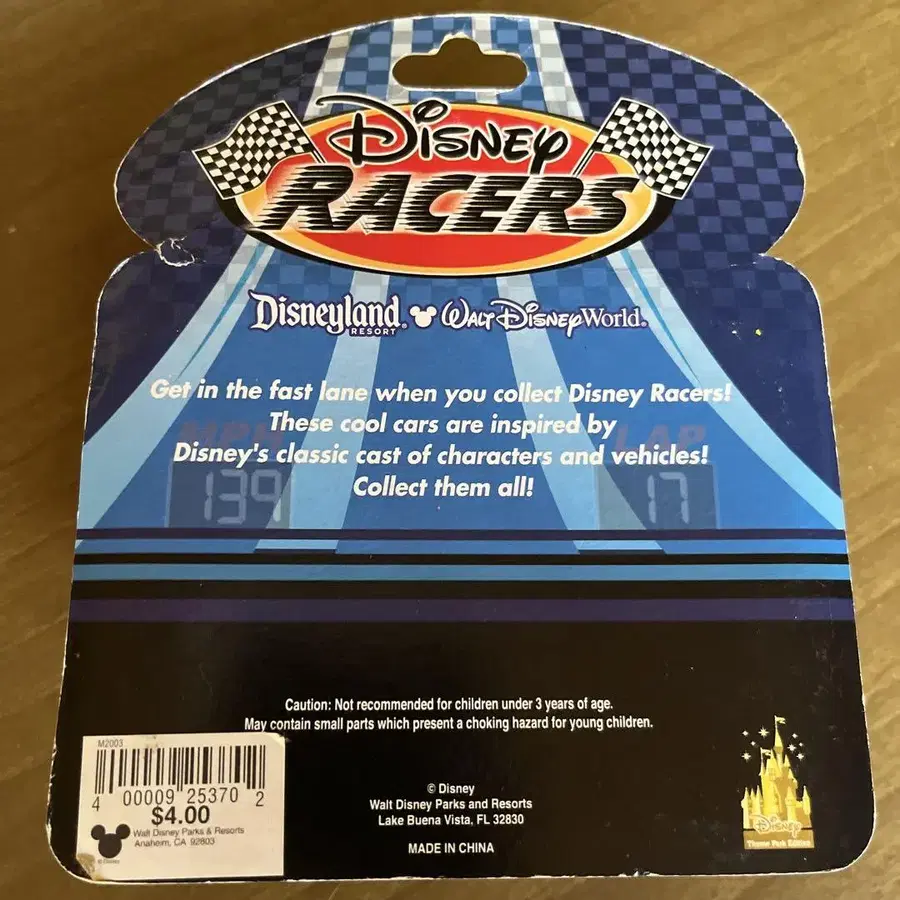 Disney
RACERS
Disneyland RESORT Walt Disney World
Get in the fast lane when you collect Disney Racers!
These cool cars are inspired by
MPH LAP
Disney's classic cast of characters and vehicles!
139 17
Collect them all!
Caution: Not recommended for children under 3 years of age.
May contain small parts which present a choking hazard for young children.
M2003
4 00009 25370 2
$4.00
Walt Disney Parks & Resorts
Anaheim, CA 92803
© Disney
© Disney
Walt Disney Parks and Resorts
Lake Buena Vista, FL 32830
MADE IN CHINA
Disney
Theme Park Edition